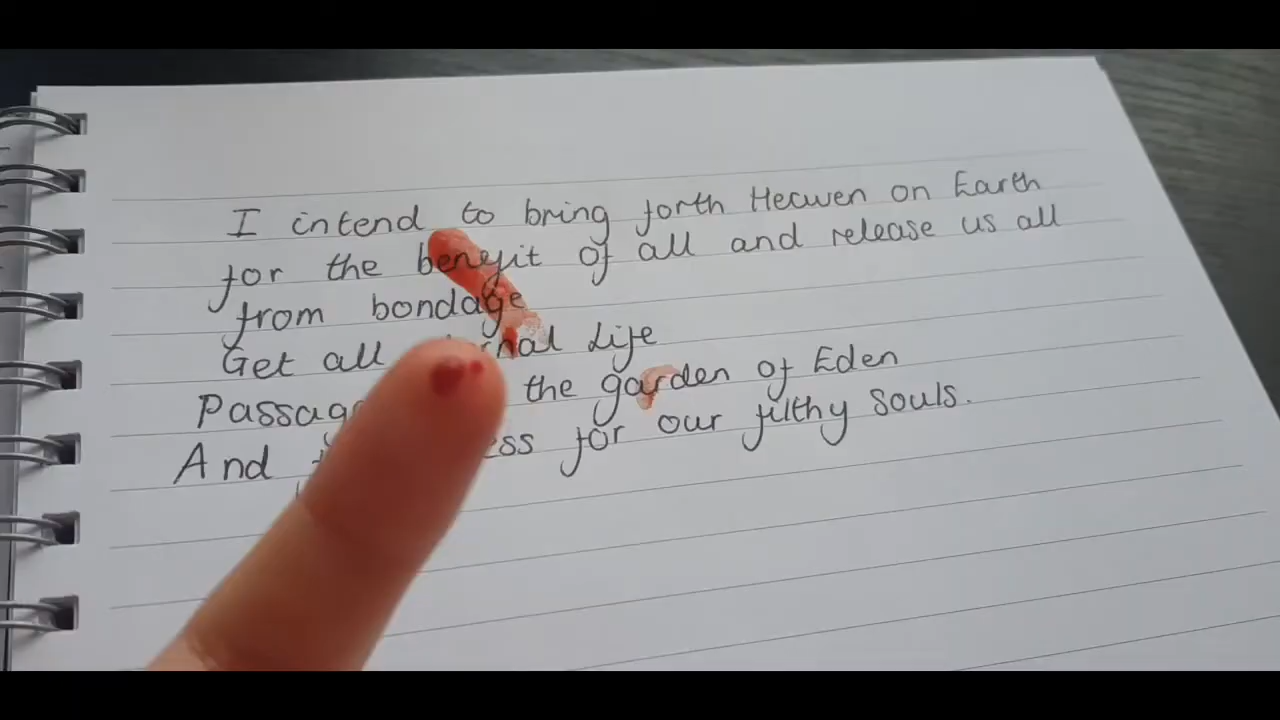 I intend to bring forth Heaven on Earth
for the benefit of all and release us all
from bondage
Get all life
the garden of Eden
And for our filthy souls.